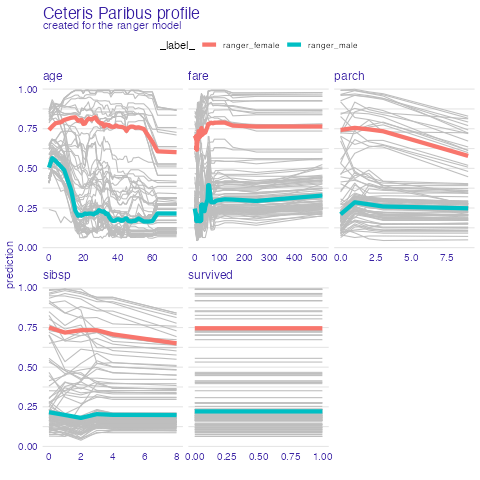 Ceteris Paribus profile
created for the ranger model
_label_ ranger_female ranger_male
age fare parch
1.00
0.75
0.50
0.25
0.00
0 20 40 60 0 100 200 300 400 500 0.0 2.5 5.0 7.5
prediction
sibsp survived
1.00
0.75
0.50
0.25
0.00
0 2 4 6 8 0.00 0.25 0.50 0.75 1.00